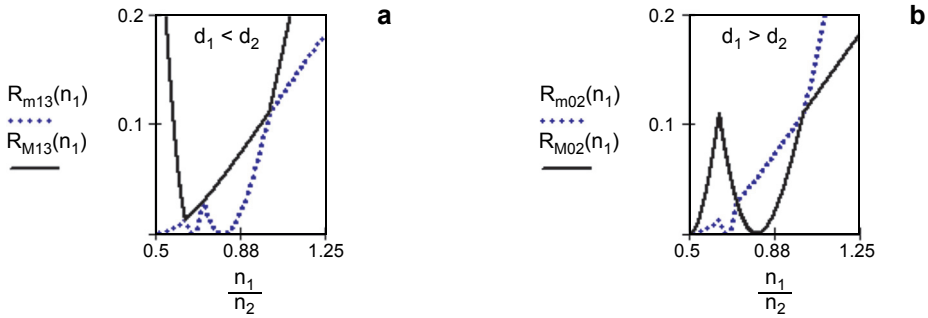 a
0.2
d1 < d2
Rm13(n1)
RM13(n1)
0.1
0.5
0.88
1.25
n1
n2
b
0.2
d1 > d2
Rm02(n1)
RM02(n1)
0.1
0.5
0.88
1.25
n1
n2